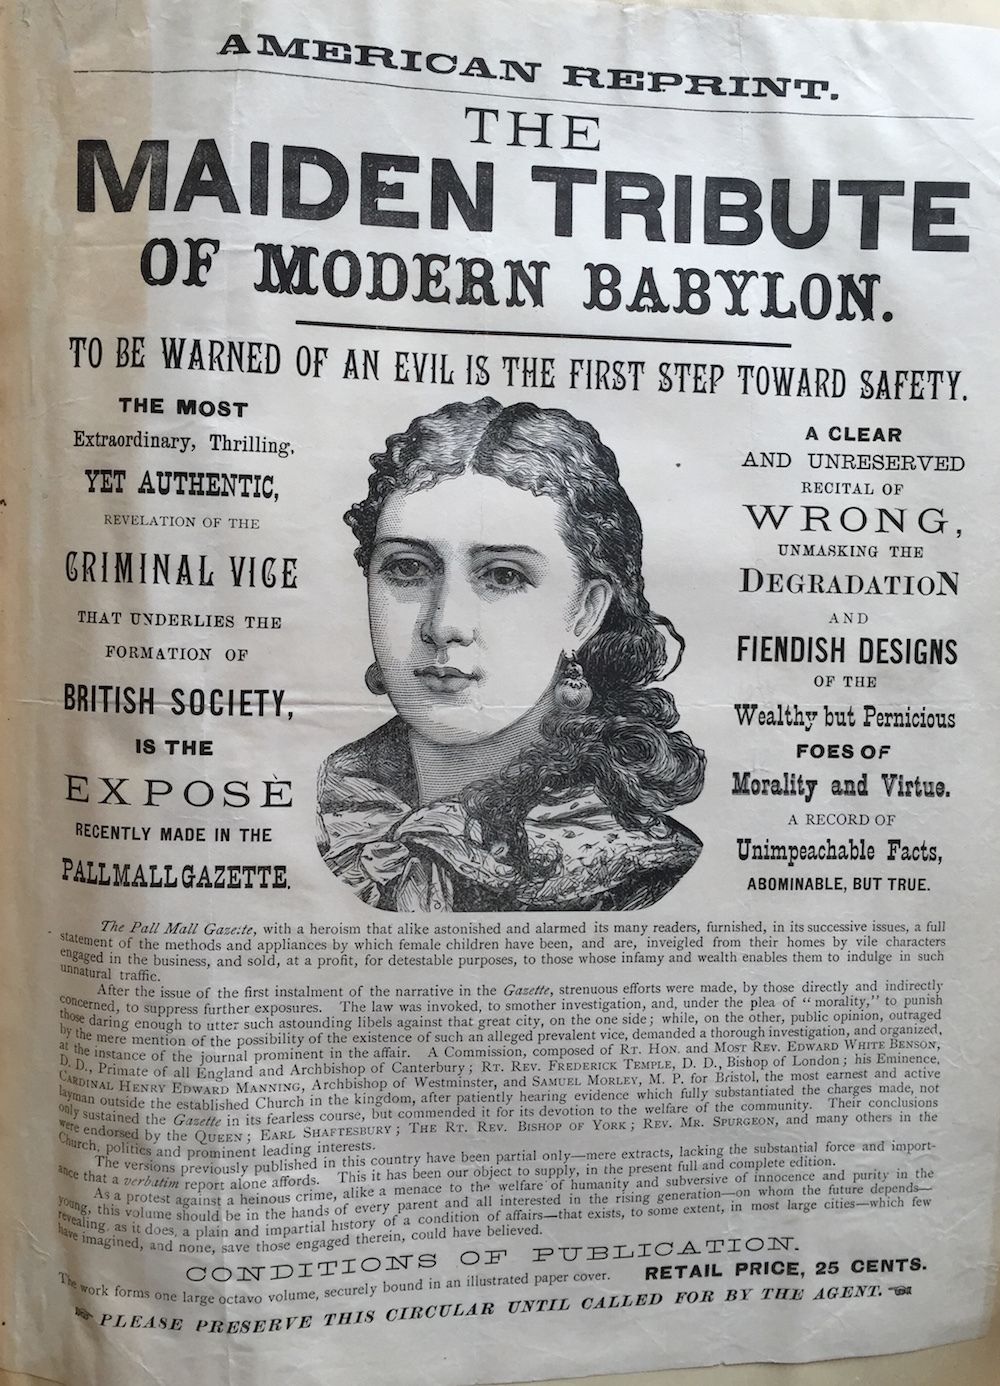 AMERICAN REPRINT.
THE
MAIDEN TRIBUTE
OF MODERN BABYLON.
TO BE WARNED OF AN EVIL IS THE FIRST STEP TOWARD SAFETY.
THE MOST
Extraordinary, Thrilling,
YET AUTHENTIC,
REVELATION OF THE
CRIMINAL VICE
THAT UNDERLIES THE
FORMATION OF
BRITISH SOCIETY,
IS THE
EXPOSÈ
RECENTLY MADE IN THE
PALL MALL GAZETTE.
A CLEAR
AND UNRESERVED
RECITAL OF
WRONG,
UNMASKING THE
DEGRADATION
AND
FIENDISH DESIGNS
OF THE
Wealthy but Pernicious
FOES OF
Morality and Virtue.
A RECORD OF
Unimpeachable Facts,
ABOMINABLE, BUT TRUE.
The Pall Mall Gazette, with a heroism that alike astonished and alarmed its many readers, furnished, in its successive issues, a full
statement of the methods and appliances by which female children have been, and are, inveigled from their homes by vile characters
engaged in the business, and sold, at a profit, for detestable purposes, to those whose infamy and wealth enables them to indulge in such
unnatural traffic.
After the issue of the first instalment of the narrative in the Gazette, strenuous efforts were made, by those directly and indirectly
concerned, to suppress further exposures. The law was invoked, to smother investigation, and, under the plea of “morality,” to punish
those daring enough to utter such astounding libels against that great city, on the one side; while, on the other, public opinion, outraged
by the mere mention of the possibility of the existence of such an alleged prevalent vice, demanded a thorough investigation, and organized,
at the instance of the journal prominent in the affair. A Commission, composed of RT. HON. and MOST REV. EDWARD WHITE BENSON,
D. D., Primate of all England and Archbishop of Canterbury; RT. REV. FREDERICK TEMPLE, D. D., Bishop of London; his Eminence,
CARDINAL HENRY EDWARD MANNING, Archbishop of Westminster, and SAMUEL MORLEY, M. P. for Bristol, the most earnest and active
layman outside the established Church in the kingdom, after patiently hearing evidence which fully substantiated the charges made, not
only sustained the Gazette in its fearless course, but commended it for its devotion to the welfare of the community. Their conclusions
were endorsed by the QUEEN; EARL SHAFTESBURY; THE RT. REV. BISHOP OF YORK; REV. MR. SPURGEON, and many others in the
Church, politics and prominent leading interests.
The versions previously published in this country have been partial only—mere extracts, lacking the substantial force and import-
ance that a verbatim report alone affords. This it has been our object to supply, in the present full and complete edition.
As a protest against a heinous crime, alike a menace to the welfare of humanity and subversive of innocence and purity in the
young, this volume should be in the hands of every parent and all interested in the rising generation—on whom the future depends—
revealing, as it does, a plain and impartial history of a condition of affairs—that exists, to some extent, in most large cities—which few
have imagined, and none, save those engaged therein, could have believed.
CONDITIONS OF PUBLICATION.
The work forms one large octavo volume, securely bound in an illustrated paper cover. RETAIL PRICE, 25 CENTS.
☞ PLEASE PRESERVE THIS CIRCULAR UNTIL CALLED FOR BY THE AGENT. ☜